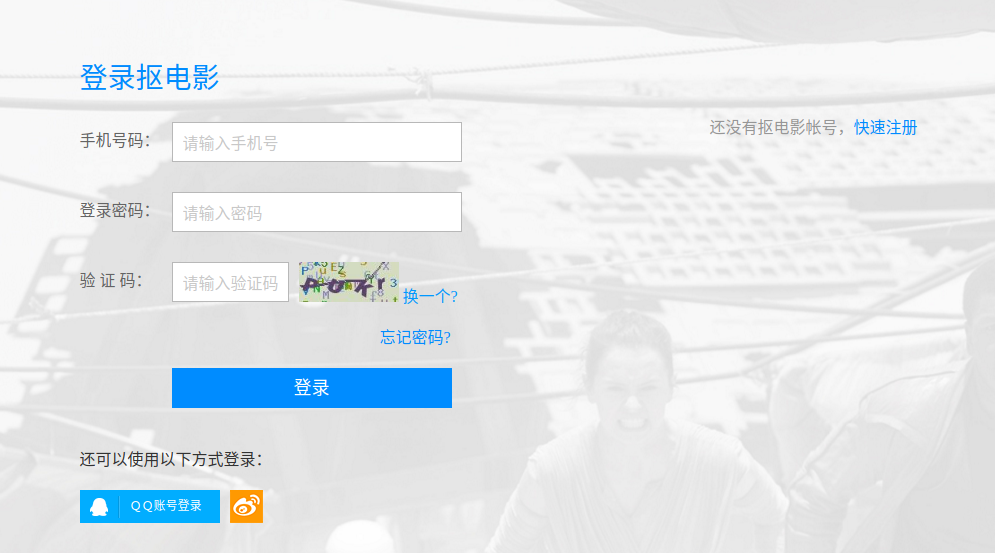 登录抠电影
手机号码： 请输入手机号
还没有抠电影帐号，快速注册
登录密码： 请输入密码
验 证 码： 请输入验证码 换一个?
忘记密码?
登录
还可以使用以下方式登录：
QQ账号登录